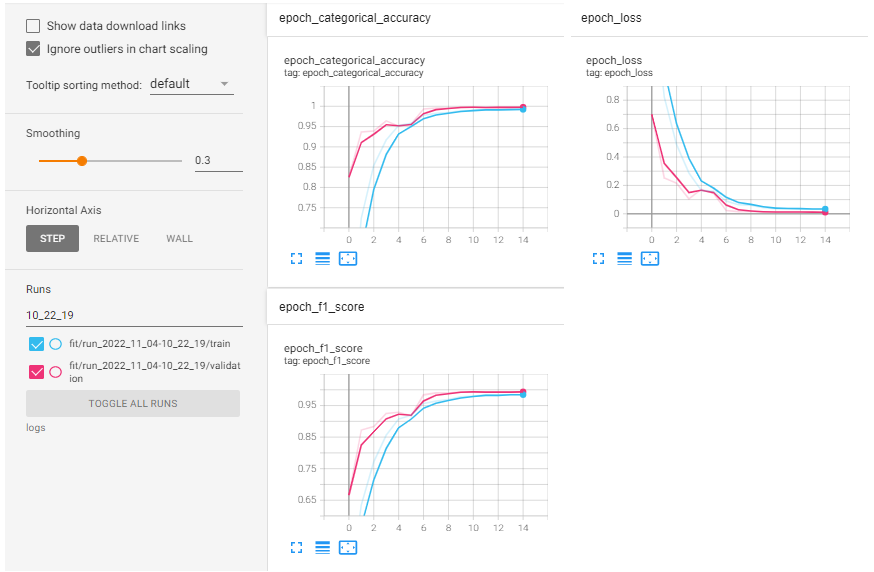 Show data download links
Ignore outliers in chart scaling
Tooltip sorting method: default
Smoothing
0.3
Horizontal Axis
STEP RELATIVE WALL
Runs
10_22_19
fit/run_2022_11_04-10_22_19/train
fit/run_2022_11_04-10_22_19/validat
ion
TOGGLE ALL RUNS
logs
epoch_categorical_accuracy
epoch_categorical_accuracy
tag: epoch_categorical_accuracy
1
0.95
0.9
0.85
0.8
0.75
0 2 4 6 8 10 12 14
epoch_loss
epoch_loss
tag: epoch_loss
0.8
0.6
0.4
0.2
0
0 2 4 6 8 10 12 14
epoch_f1_score
epoch_f1_score
tag: epoch_f1_score
0.95
0.85
0.75
0.65
0 2 4 6 8 10 12 14